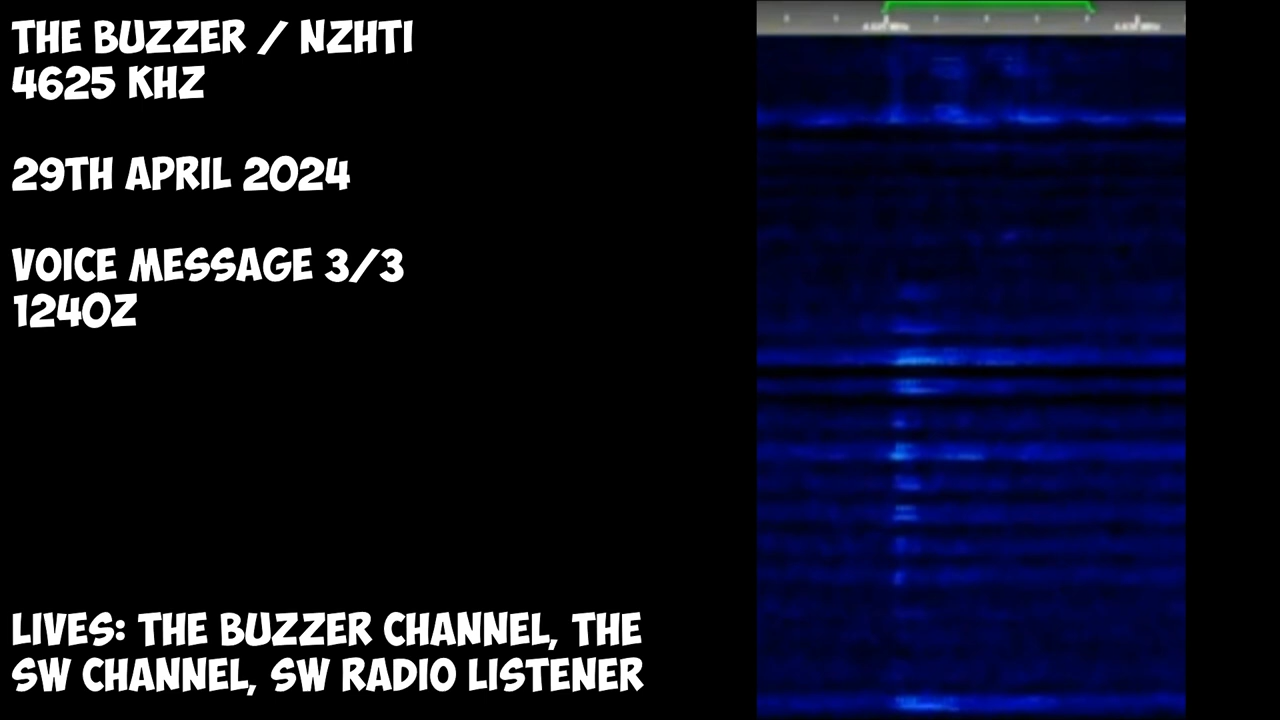 THE BUZZER / NZHTI
4625 KHZ
29TH APRIL 2024
VOICE MESSAGE 3/3
1240Z
LIVES: THE BUZZER CHANNEL, THE
SW CHANNEL, SW RADIO LISTENER